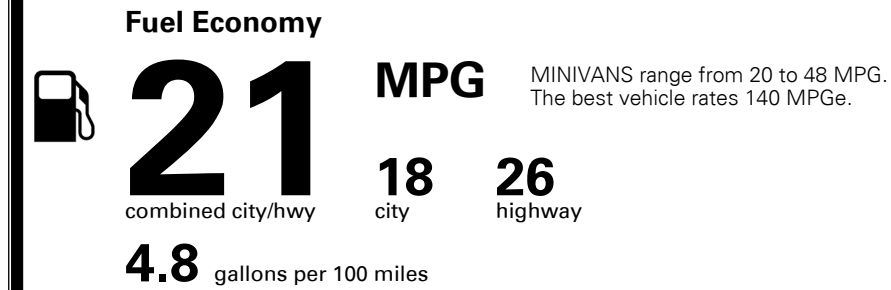 Fuel Economy
21 MPG
MINIVANS range from 20 to 48 MPG.
The best vehicle rates 140 MPGe.
18 26
combined city/hwy city highway
4.8 gallons per 100 miles